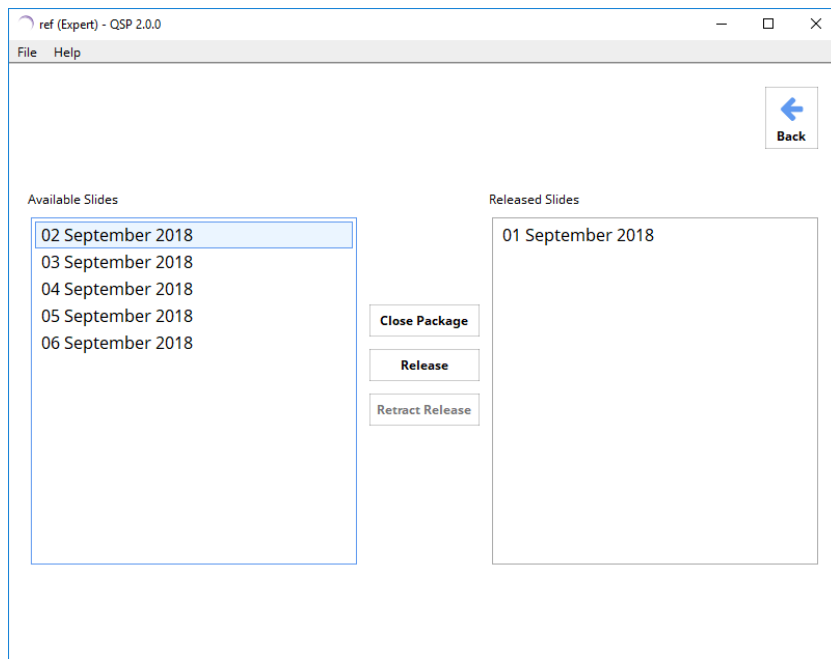 ref (Expert) - QSP 2.0.0
File Help
Back
Available Slides
Released Slides
02 September 2018
03 September 2018
04 September 2018
05 September 2018
06 September 2018
Close Package
Release
Retract Release
01 September 2018